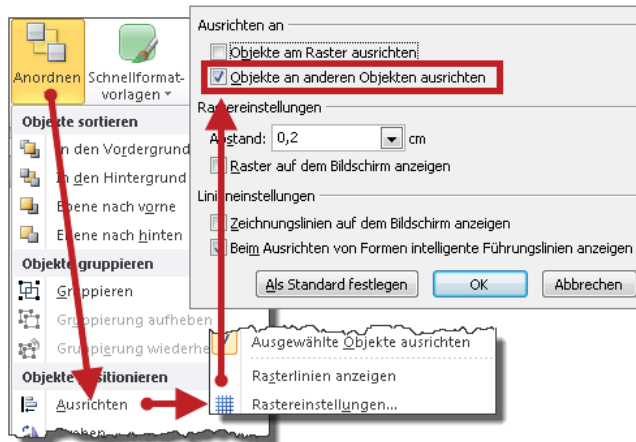 Anordnen
Schnellformat-
vorlagen
Objekte sortieren
In den Vordergrund
In den Hintergrund
Ebene nach vorne
Ebene nach hinten
Objekte gruppieren
Gruppieren
Gruppierung aufheben
Gruppierung wiederhe
Objekte positionieren
Ausrichten
Drehen
Ausrichten an
Objekte am Raster ausrichten
Objekte an anderen Objekten ausrichten
Rastereinstellungen
Abstand: 0,2 cm
Raster auf dem Bildschirm anzeigen
Linieneinstellungen
Zeichnungslinien auf dem Bildschirm anzeigen
Beim Ausrichten von Formen intelligente Führungslinien anzeigen
Als Standard festlegen OK Abbrechen
Ausgewählte Objekte ausrichten
Rasterlinien anzeigen
Rastereinstellungen...